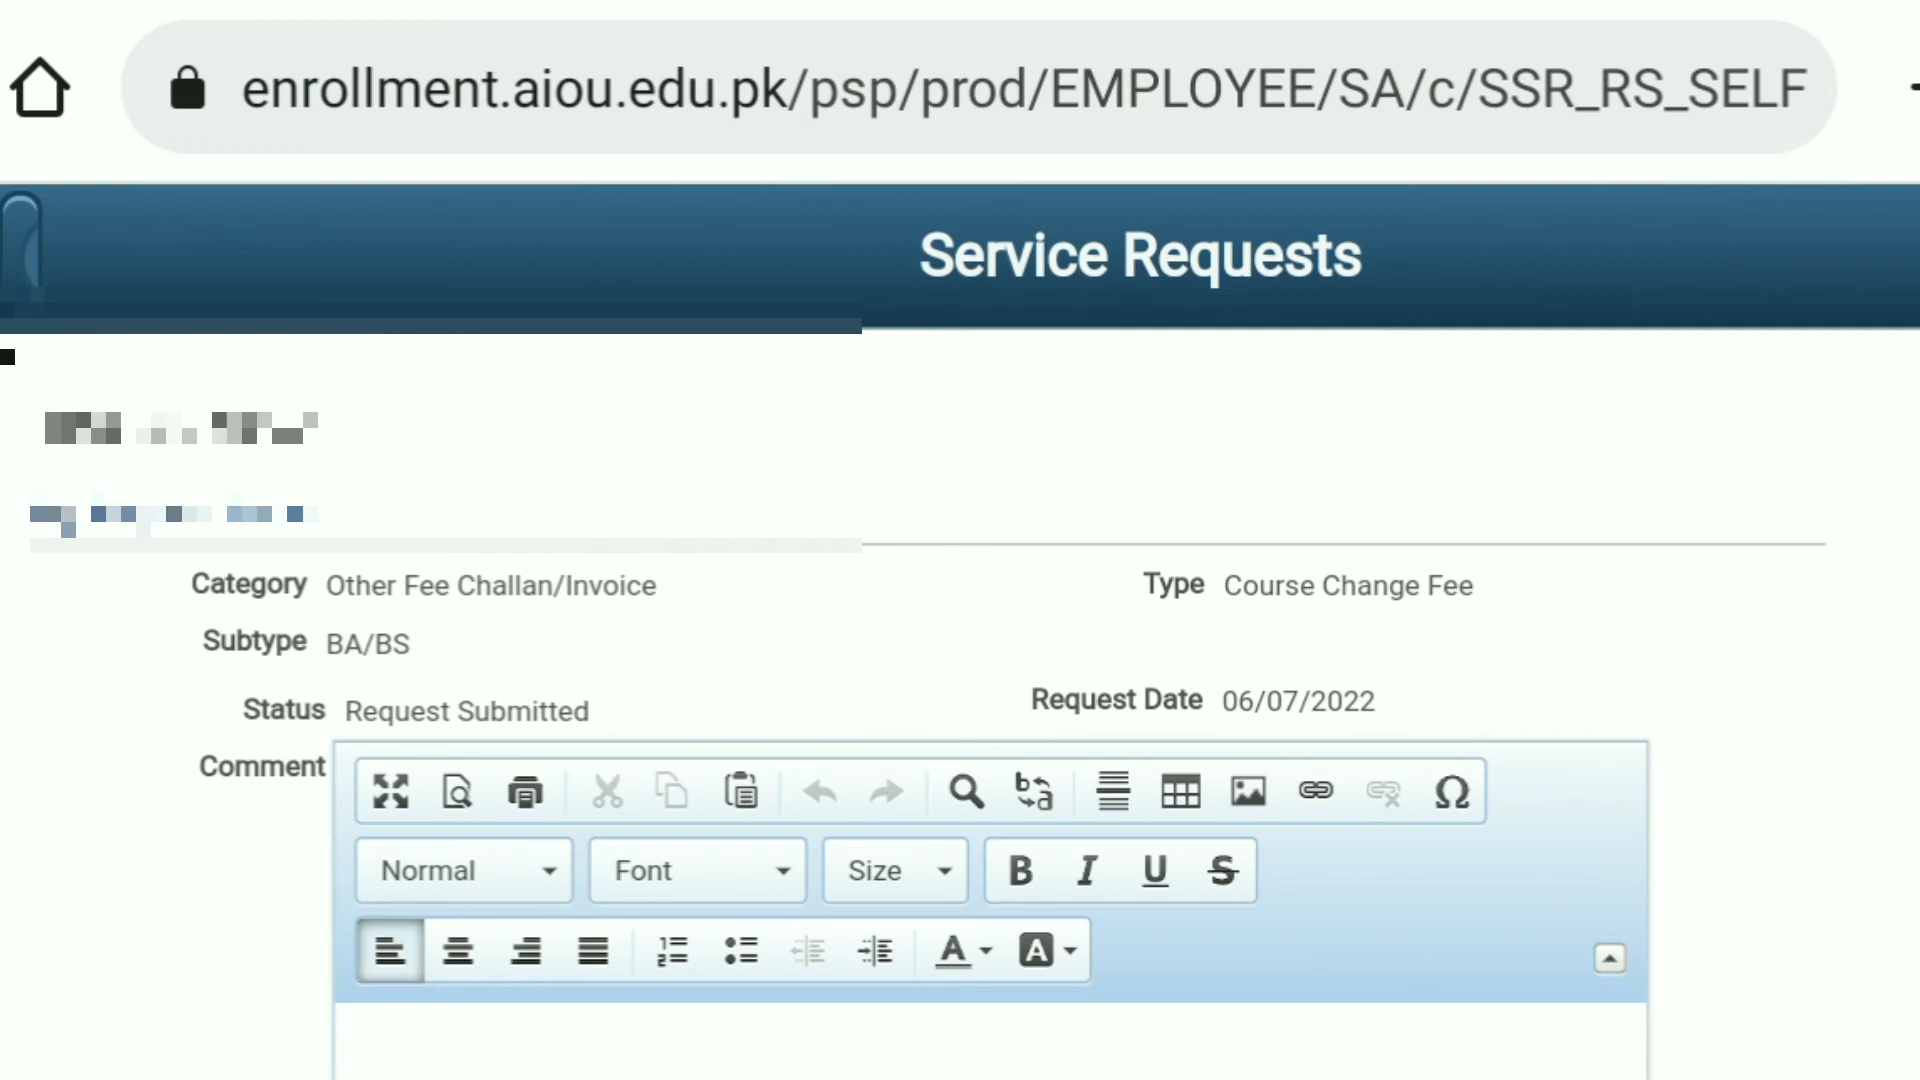 enrollment.aiou.edu.pk/psp/prod/EMPLOYEE/SA/c/SSR_RS_SELF
Service Requests
Category Other Fee Challan/Invoice Type Course Change Fee
Subtype BA/BS
Status Request Submitted Request Date 06/07/2022
Comment
Normal Font Size B I U S